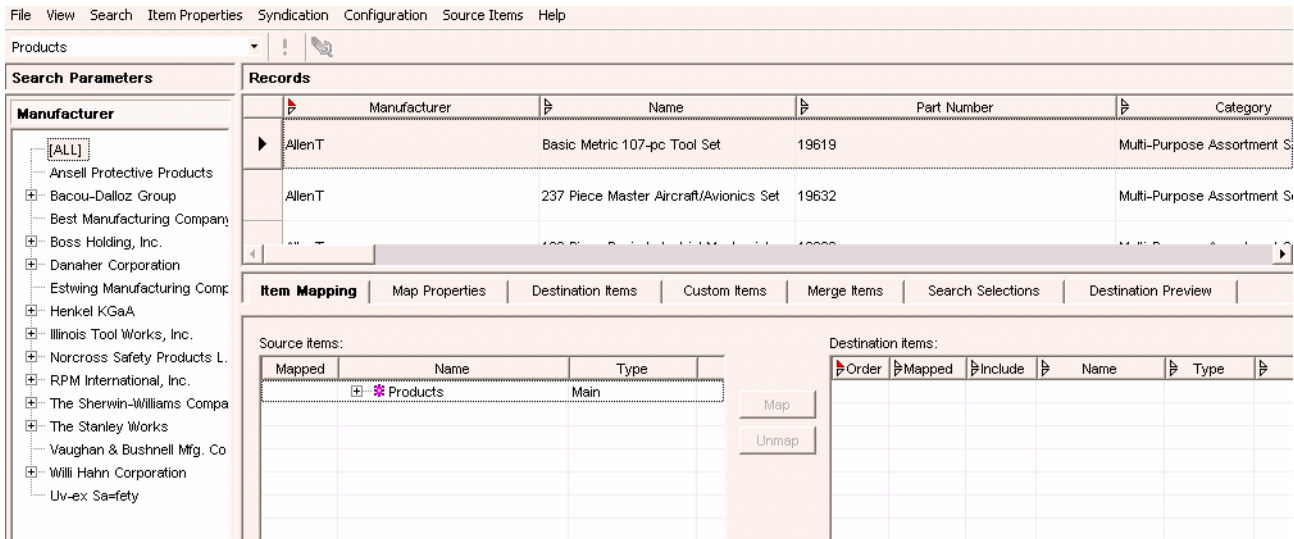 File View Search Item Properties Syndication Configuration Source Items Help
Products
Search Parameters
Manufacturer
[ALL]
Ansell Protective Products
Bacou-Dalloz Group
Best Manufacturing Company
Boss Holding, Inc.
Danaher Corporation
Estwing Manufacturing Comp
Henkel KGaA
Illinois Tool Works, Inc.
Norcross Safety Products L.
RPM International, Inc.
The Sherwin-Williams Compa
The Stanley Works
Vaughan & Bushnell Mfg. Co
Willi Hahn Corporation
Uv-ex Sa=fety
Records
Manufacturer Name Part Number Category
AllenT Basic Metric 107-pc Tool Set 19619 Multi-Purpose Assortment S
AllenT 237 Piece Master Aircraft/Avionics Set 19632 Multi-Purpose Assortment S
Item Mapping Map Properties Destination Items Custom Items Merge Items Search Selections Destination Preview
Source items:
Mapped Name Type
Products Main
Map
Unmap
Destination items:
Order Mapped Include Name Type